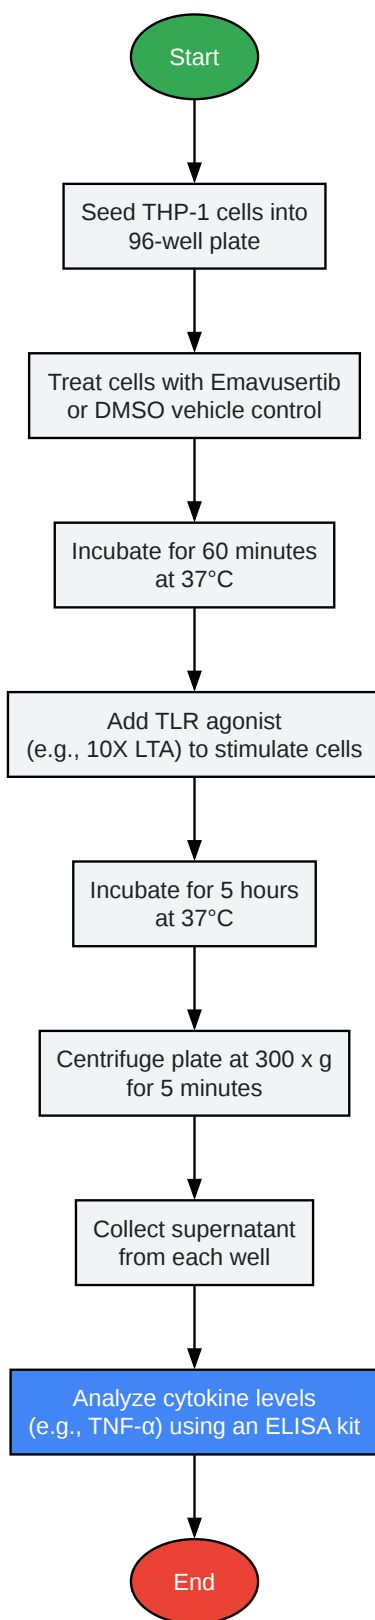 Start
Seed THP-1 cells into
96-well plate
Treat cells with Emavusertib
or DMSO vehicle control
Incubate for 60 minutes
at 37°C
Add TLR agonist
(e.g., 10X LTA) to stimulate cells
Incubate for 5 hours
at 37°C
Centrifuge plate at 300 x g
for 5 minutes
Collect supernatant
from each well
Analyze cytokine levels
(e.g., TNF-α) using an ELISA kit
End